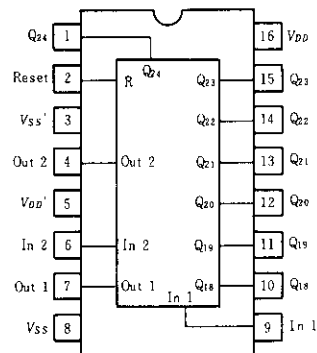 Q24 1 16 VDD
Q24
Reset 2 R Q23 15 Q23
VSS' 3 Q22 14 Q22
Out 2 4 Out 2 Q21 13 Q21
VDD' 5 Q20 12 Q20
In 2 6 In 2 Q19 11 Q19
Out 1 7 Out 1 Q18 10 Q18
In 1
VSS 8 9 In 1